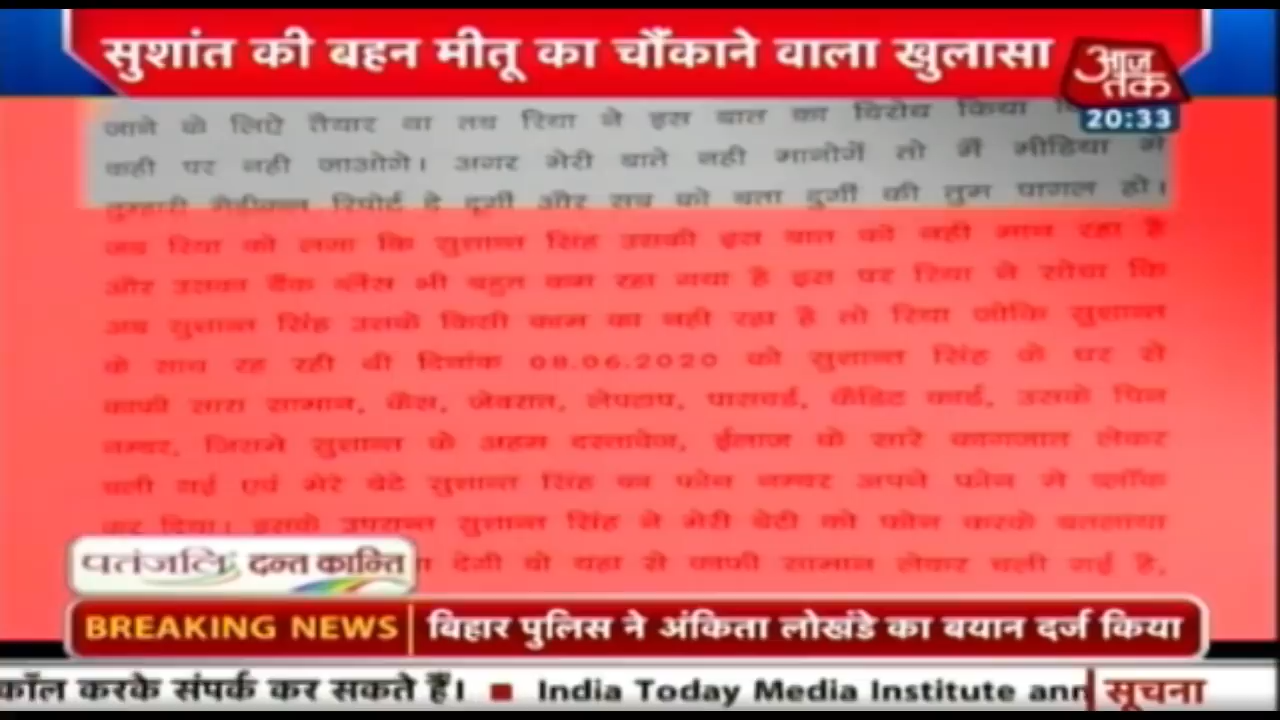 सुशांत की बहन मीतू का चौंकाने वाला खुलासा
आज तक
20:33
जाने के लिऐ तैयार था तब रिया ने इस बात का विरोध किया
कही पर नही जाओगे। अगर मेरी बाते नही मानोगें तो मैं मीडिया में
तुम्हारी मेडीकल रिपोर्ट दे दूगीं और सब को बता दुगीं की तुम पागल हो।
जब रिया को लगा कि सुशान्त सिंह उसकी इस बात को नही मान रहा है
और उसका बैंक ब्लैंस भी बहुत कम रहा गया है इस पर रिया ने सोचा कि
अब सुशान्त सिंह उसके किसी काम का नही रहा है तो रिया जोकि सुशान्त
के साथ रह रही थी दिनांक 08.06.2020 को सुशान्त सिंह के घर से
काफी सारा सामान, कैंस, जेवरात, लेपटाप, पासवर्ड, कैंडिट कार्ड, उसके पिन
नम्बर, जिसमे सुशान्त के अहम दस्तावेज, ईलाज के सारे कागजात लेकर
चली गई एवं मेरे बेटे सुशान्त सिंह का फोन नम्बर अपने फोन मे ब्लॉक
कर दिया। इसके उपरान्त सुशान्त सिंह ने मेरी बेटी को फोन करके बतलाया
देगी वो यहा से काफी सामान लेकर चली गई है,
पतंजलि दन्त कान्ति
BREAKING NEWS बिहार पुलिस ने अंकिता लोखंडे का बयान दर्ज किया
कॉल करके संपर्क कर सकते हैं। ■ India Today Media Institute ann सूचना